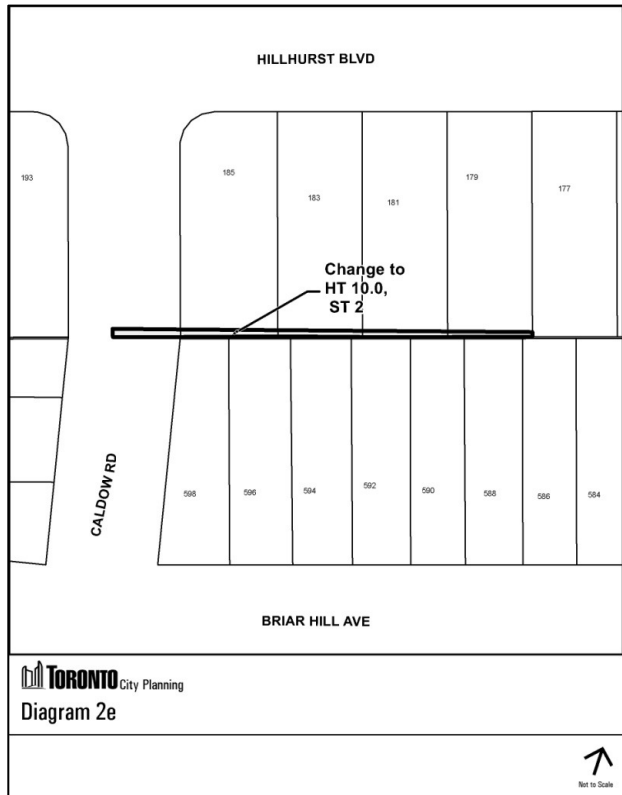 HILLHURST BLVD
193
185
183
181
179
177
Change to
HT 10.0,
ST 2
CALDOW RD
598
596
594
592
590
588
586
584
BRIAR HILL AVE
TORONTO City Planning
Diagram 2e
Not to Scale